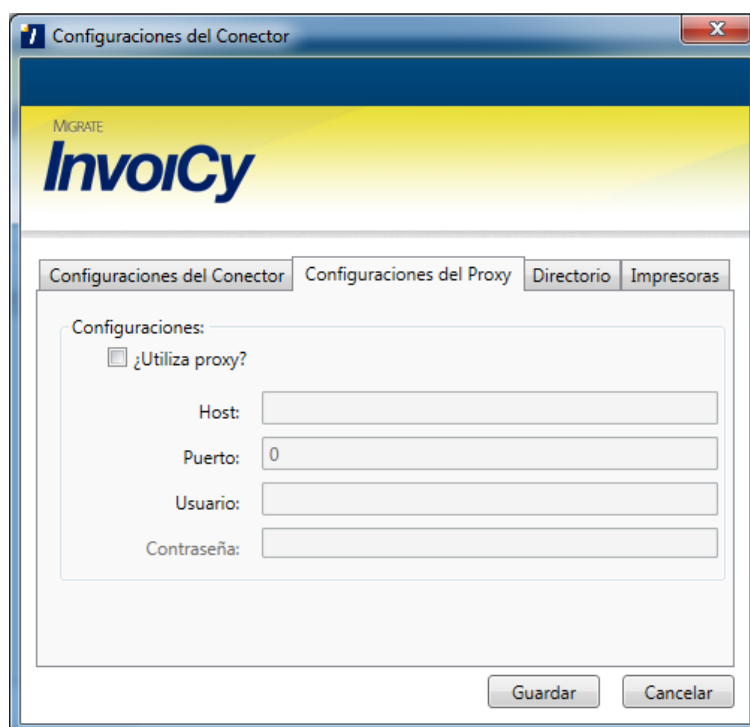 Configuraciones del Conector
MIGRATE
InvoiCy
Configuraciones del Conector Configuraciones del Proxy Directorio Impresoras
Configuraciones:
¿Utiliza proxy?
Host:
Puerto: 0
Usuario:
Contraseña:
Guardar Cancelar